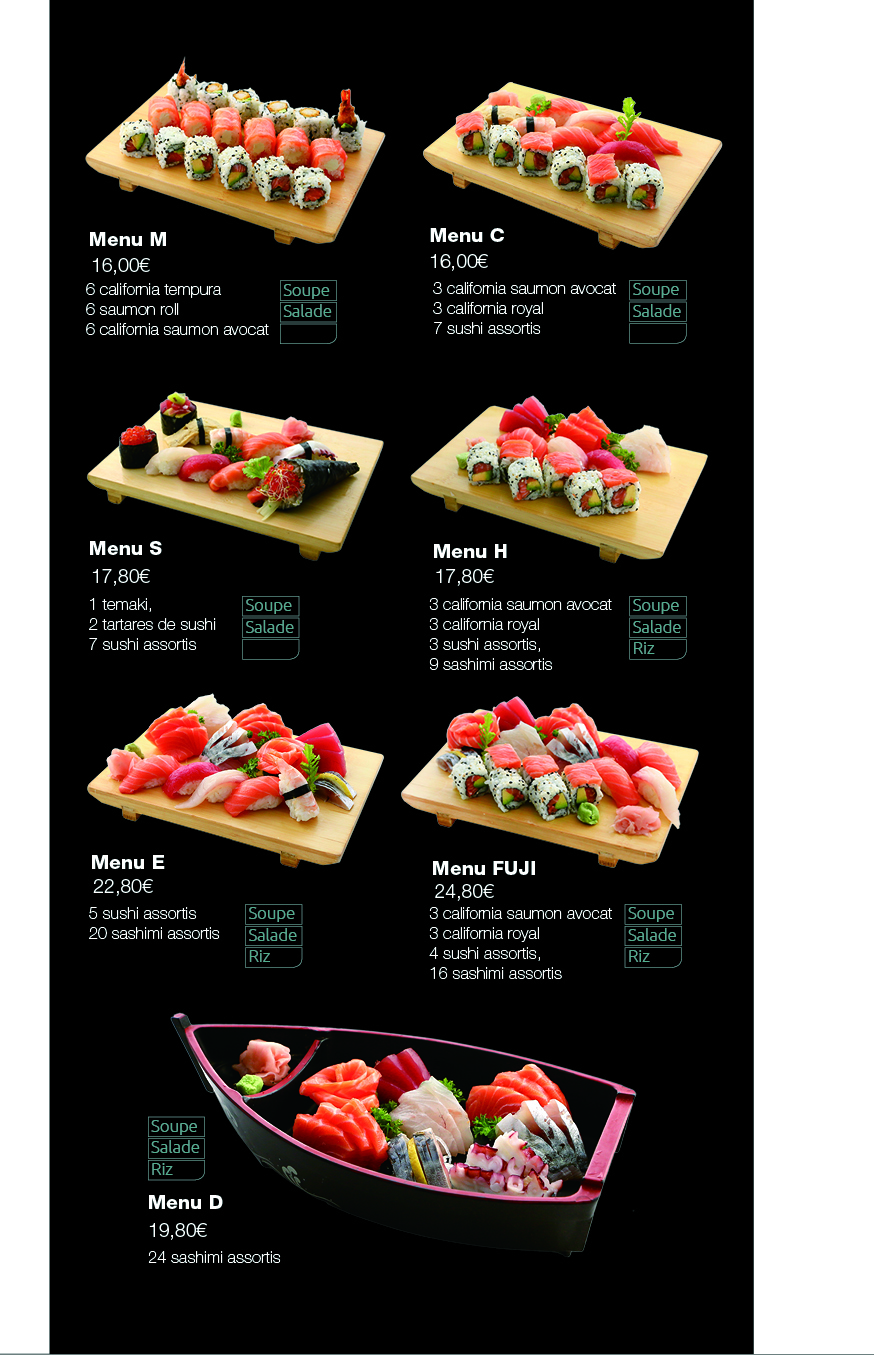 Menu M
16,00€
6 california tempura
6 saumon roll
6 california saumon avocat
Soupe
Salade
Menu C
16,00€
3 california saumon avocat
3 california royal
7 sushi assortis
Soupe
Salade
Menu S
17,80€
1 temaki,
2 tartares de sushi
7 sushi assortis
Soupe
Salade
Menu H
17,80€
3 california saumon avocat
3 california royal
3 sushi assortis,
9 sashimi assortis
Soupe
Salade
Riz
Menu E
22,80€
5 sushi assortis
20 sashimi assortis
Soupe
Salade
Riz
Menu FUJI
24,80€
3 california saumon avocat
3 california royal
4 sushi assortis,
16 sashimi assortis
Soupe
Salade
Riz
Soupe
Salade
Riz
Menu D
19,80€
24 sashimi assortis